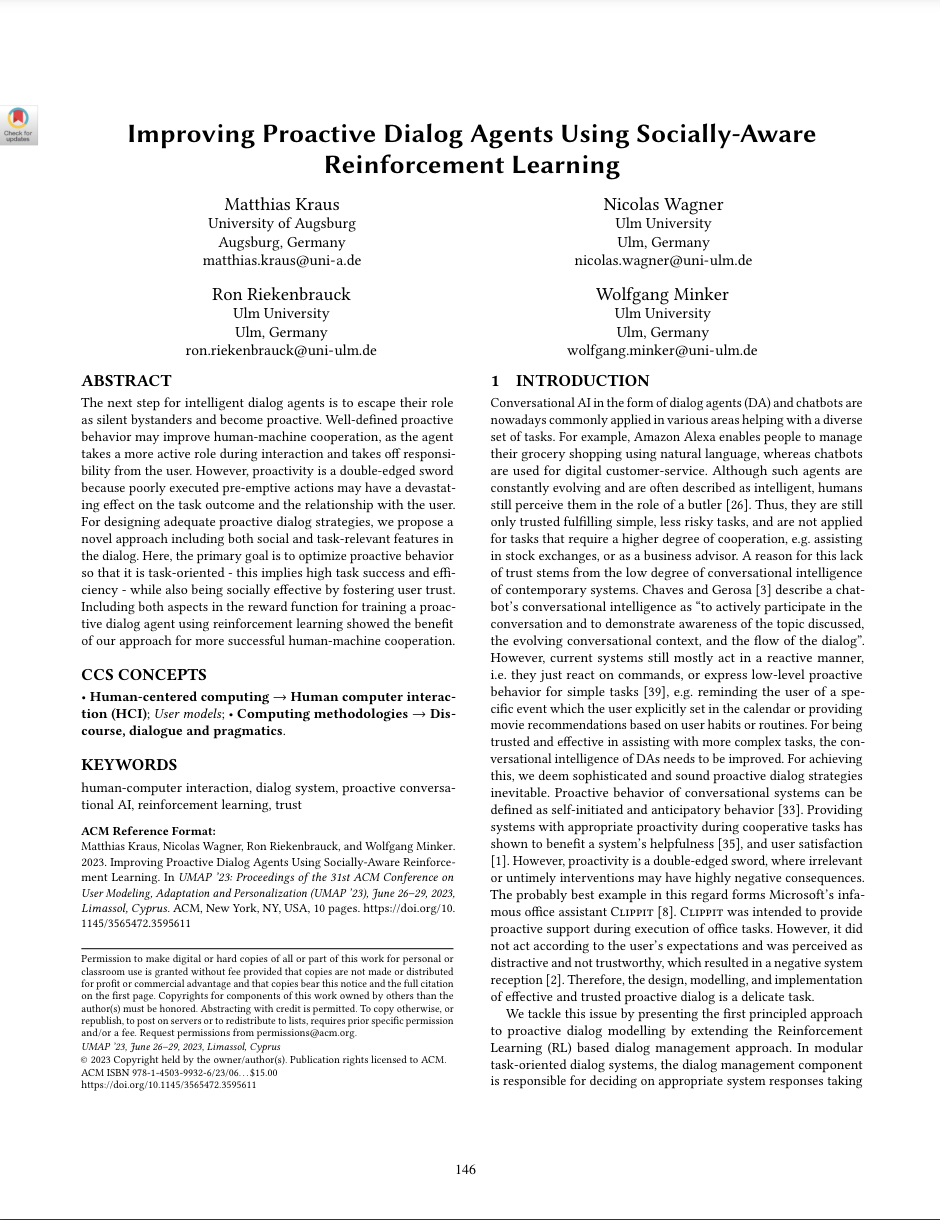 Check for
updates
Improving Proactive Dialog Agents Using Socially-Aware
Reinforcement Learning
Matthias Kraus
University of Augsburg
Augsburg, Germany
matthias.kraus@uni-a.de
Nicolas Wagner
Ulm University
Ulm, Germany
nicolas.wagner@uni-ulm.de
Ron Riekenbrauck
Ulm University
Ulm, Germany
ron.riekenbrauck@uni-ulm.de
Wolfgang Minker
Ulm University
Ulm, Germany
wolfgang.minker@uni-ulm.de
ABSTRACT
The next step for intelligent dialog agents is to escape their role
as silent bystanders and become proactive. Well-defined proactive
behavior may improve human-machine cooperation, as the agent
takes a more active role during interaction and takes off responsi-
bility from the user. However, proactivity is a double-edged sword
because poorly executed pre-emptive actions may have a devastat-
ing effect on the task outcome and the relationship with the user.
For designing adequate proactive dialog strategies, we propose a
novel approach including both social and task-relevant features in
the dialog. Here, the primary goal is to optimize proactive behavior
so that it is task-oriented - this implies high task success and effi-
ciency - while also being socially effective by fostering user trust.
Including both aspects in the reward function for training a proac-
tive dialog agent using reinforcement learning showed the benefit
of our approach for more successful human-machine cooperation.
CCS CONCEPTS
• Human-centered computing → Human computer interac-
tion (HCI); User models; • Computing methodologies → Dis-
course, dialogue and pragmatics.
KEYWORDS
human-computer interaction, dialog system, proactive conversa-
tional AI, reinforcement learning, trust
ACM Reference Format:
Matthias Kraus, Nicolas Wagner, Ron Riekenbrauck, and Wolfgang Minker.
2023. Improving Proactive Dialog Agents Using Socially-Aware Reinforce-
ment Learning. In UMAP '23: Proceedings of the 31st ACM Conference on
User Modeling, Adaptation and Personalization (UMAP '23), June 26–29, 2023,
Limassol, Cyprus. ACM, New York, NY, USA, 10 pages. https://doi.org/10.
1145/3565472.3595611
Permission to make digital or hard copies of all or part of this work for personal or
classroom use is granted without fee provided that copies are not made or distributed
for profit or commercial advantage and that copies bear this notice and the full citation
on the first page. Copyrights for components of this work owned by others than the
author(s) must be honored. Abstracting with credit is permitted. To copy otherwise, or
republish, to post on servers or to redistribute to lists, requires prior specific permission
and/or a fee. Request permissions from permissions@acm.org.
UMAP '23, June 26–29, 2023, Limassol, Cyprus
© 2023 Copyright held by the owner/author(s). Publication rights licensed to ACM.
ACM ISBN 978-1-4503-9932-6/23/06...$15.00
https://doi.org/10.1145/3565472.3595611
1 INTRODUCTION
Conversational AI in the form of dialog agents (DA) and chatbots are
nowadays commonly applied in various areas helping with a diverse
set of tasks. For example, Amazon Alexa enables people to manage
their grocery shopping using natural language, whereas chatbots
are used for digital customer-service. Although such agents are
constantly evolving and are often described as intelligent, humans
still perceive them in the role of a butler [26]. Thus, they are still
only trusted fulfilling simple, less risky tasks, and are not applied
for tasks that require a higher degree of cooperation, e.g. assisting
in stock exchanges, or as a business advisor. A reason for this lack
of trust stems from the low degree of conversational intelligence
of contemporary systems. Chaves and Gerosa [3] describe a chat-
bot's conversational intelligence as “to actively participate in the
conversation and to demonstrate awareness of the topic discussed,
the evolving conversational context, and the flow of the dialog”.
However, current systems still mostly act in a reactive manner,
i.e. they just react on commands, or express low-level proactive
behavior for simple tasks [39], e.g. reminding the user of a spe-
cific event which the user explicitly set in the calendar or providing
movie recommendations based on user habits or routines. For being
trusted and effective in assisting with more complex tasks, the con-
versational intelligence of DAs needs to be improved. For achieving
this, we deem sophisticated and sound proactive dialog strategies
inevitable. Proactive behavior of conversational systems can be
defined as self-initiated and anticipatory behavior [33]. Providing
systems with appropriate proactivity during cooperative tasks has
shown to benefit a system's helpfulness [35], and user satisfaction
[1]. However, proactivity is a double-edged sword, where irrelevant
or untimely interventions may have highly negative consequences.
The probably best example in this regard forms Microsoft's infa-
mous office assistant Clippit [8]. Clippit was intended to provide
proactive support during execution of office tasks. However, it did
not act according to the user's expectations and was perceived as
distractive and not trustworthy, which resulted in a negative system
reception [2]. Therefore, the design, modelling, and implementation
of effective and trusted proactive dialog is a delicate task.
We tackle this issue by presenting the first principled approach
to proactive dialog modelling by extending the Reinforcement
Learning (RL) based dialog management approach. In modular
task-oriented dialog systems, the dialog management component
is responsible for deciding on appropriate system responses taking
146